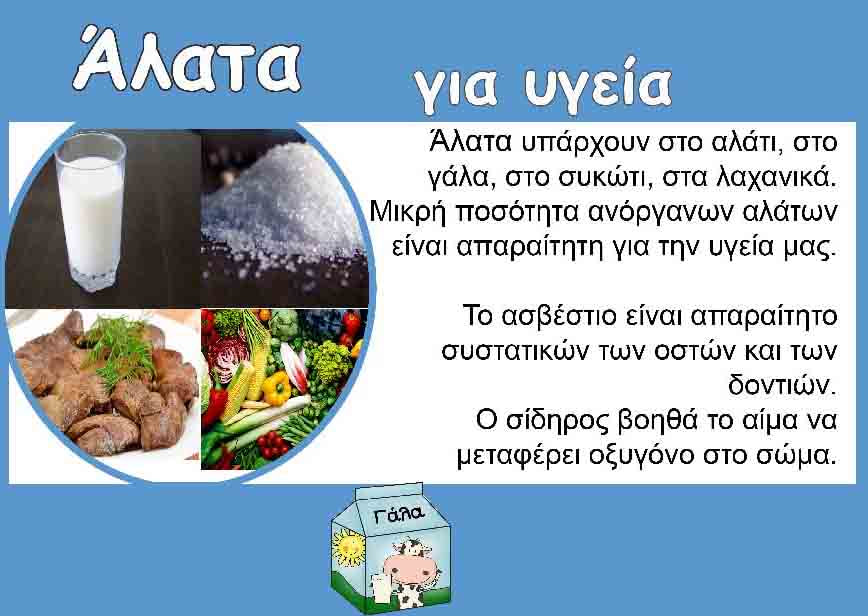 Άλατα
για υγεία
Άλατα υπάρχουν στο αλάτι, στο
γάλα, στο συκώτι, στα λαχανικά.
Μικρή ποσότητα ανόργανων αλάτων
είναι απαραίτητη για την υγεία μας.
Το ασβέστιο είναι απαραίτητο
συστατικών των οστών και των
δοντιών.
Ο σίδηρος βοηθά το αίμα να
μεταφέρει οξυγόνο στο σώμα.
Γάλα